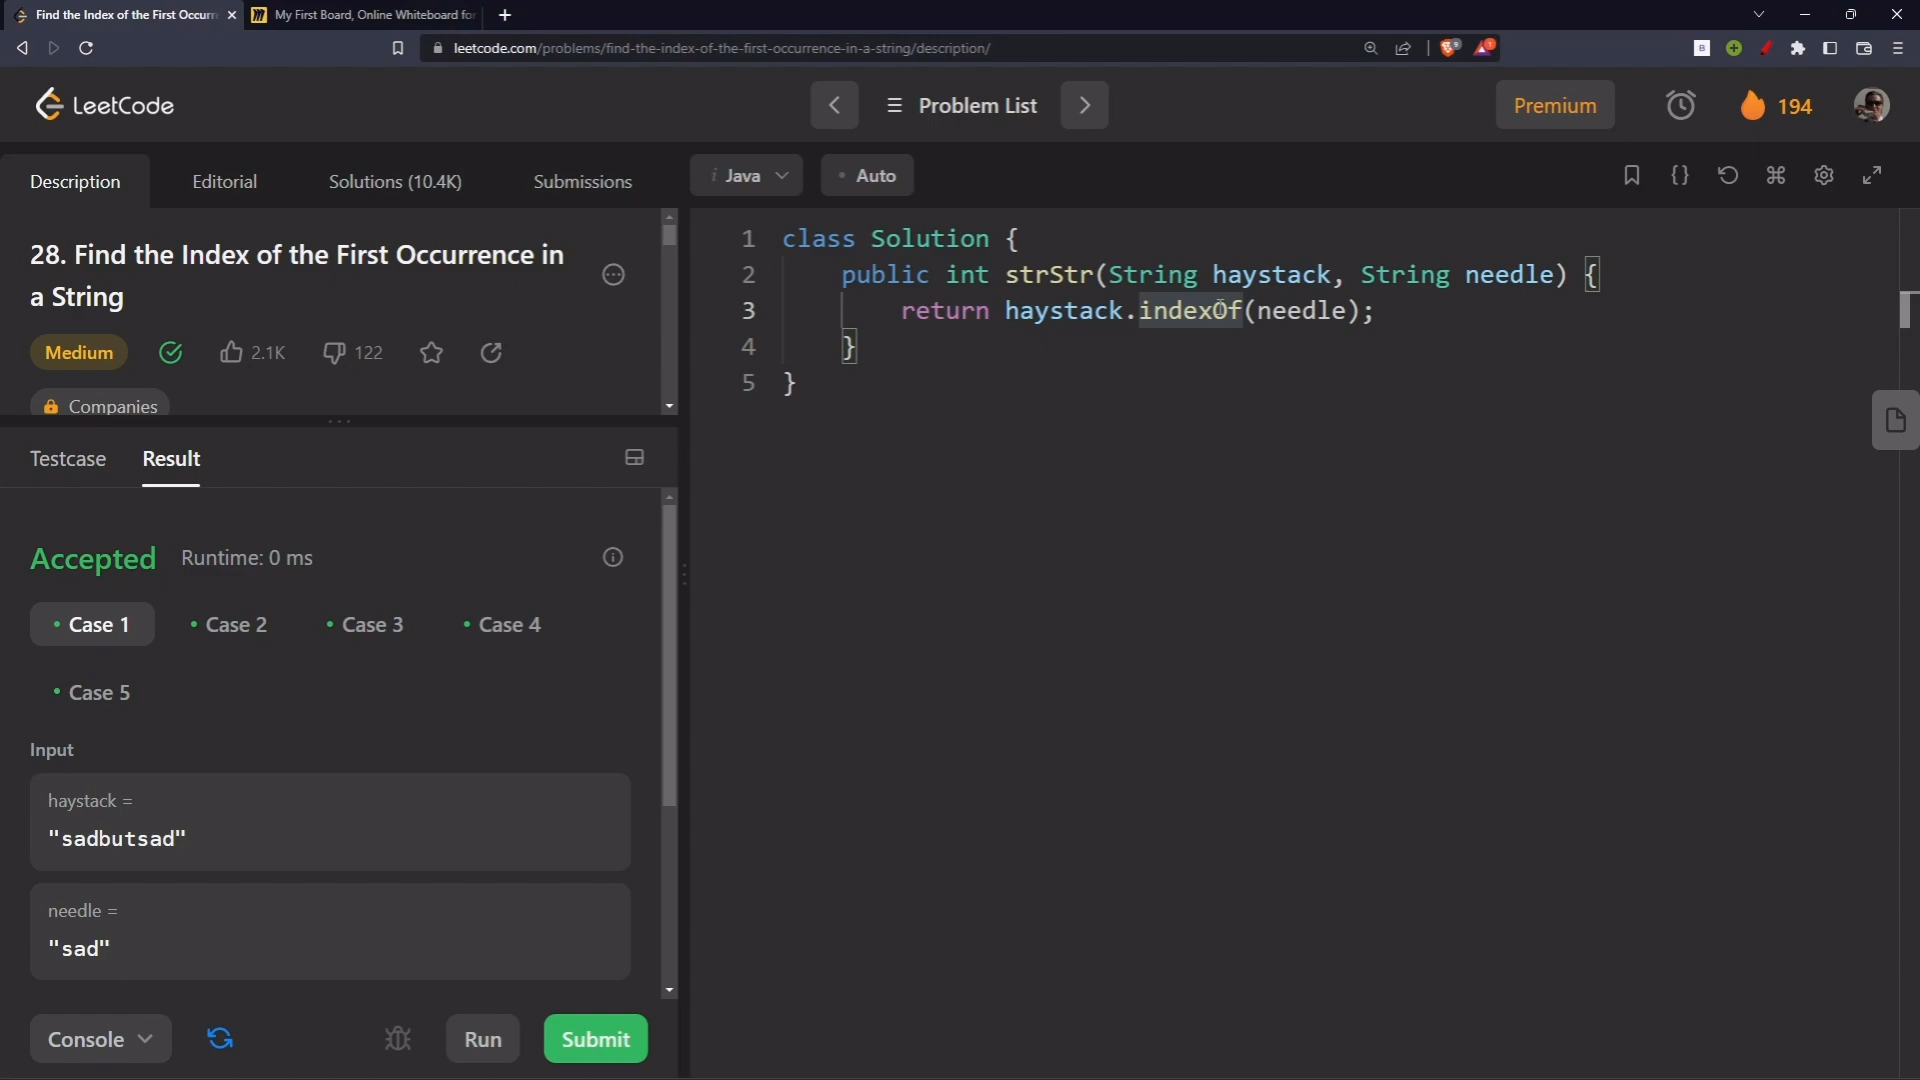 Find the Index of the First Occurr
My First Board, Online Whiteboard for
leetcode.com/problems/find-the-index-of-the-first-occurrence-in-a-string/description/
LeetCode
Problem List
Premium
194
Description
Editorial
Solutions (10.4K)
Submissions
i Java
Auto
28. Find the Index of the First Occurrence in
a String
Medium
2.1K
122
Companies
1 class Solution {
2 public int strStr(String haystack, String needle) {
3 return haystack.indexOf(needle);
4 }
5 }
Testcase
Result
Accepted
Runtime: 0 ms
Case 1
Case 2
Case 3
Case 4
Case 5
Input
haystack =
"sadbutsad"
needle =
"sad"
Console
Run
Submit